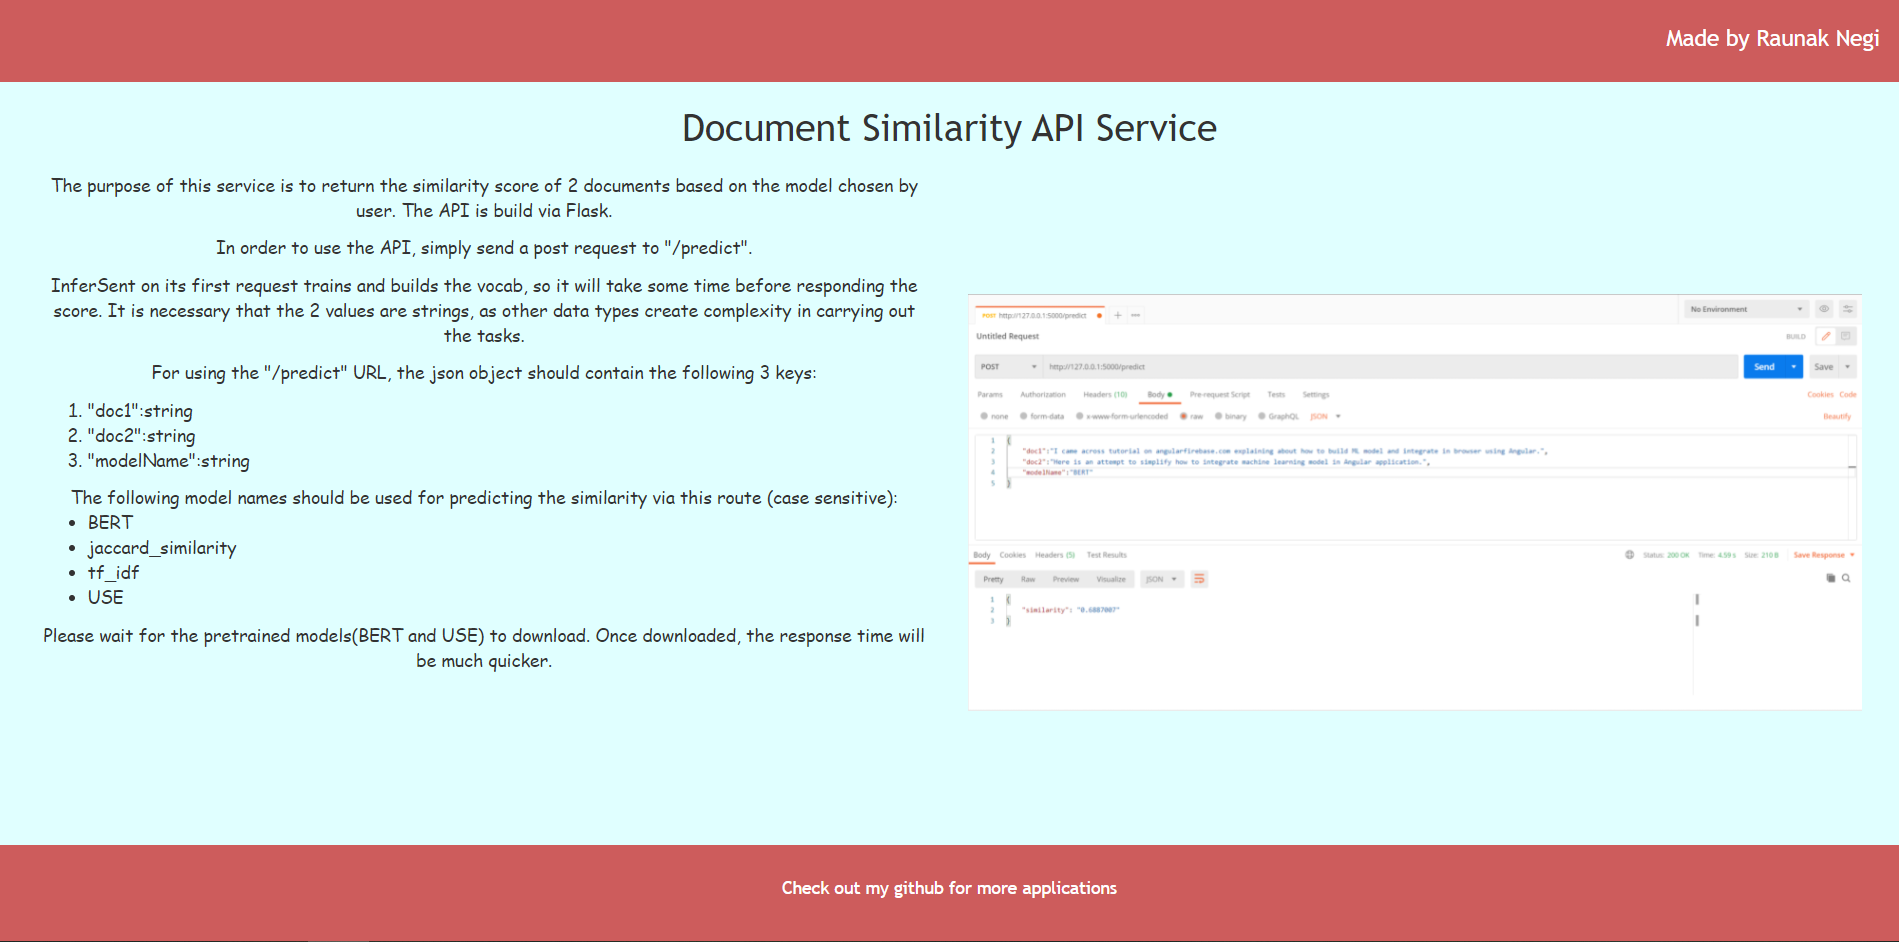 Made by Raunak Negi
Document Similarity API Service
The purpose of this service is to return the similarity score of 2 documents based on the model chosen by
user. The API is build via Flask.
In order to use the API, simply send a post request to "/predict".
InferSent on its first request trains and builds the vocab, so it will take some time before responding the
score. It is necessary that the 2 values are strings, as other data types create complexity in carrying out
the tasks.
For using the "/predict" URL, the json object should contain the following 3 keys:
1. "doc1":string
2. "doc2":string
3. "modelName":string
The following model names should be used for predicting the similarity via this route (case sensitive):
• BERT
• jaccard_similarity
• tf_idf
• USE
Please wait for the pretrained models(BERT and USE) to download. Once downloaded, the response time will
be much quicker.
POST http://127.0.0.1:5000/predict + ••• No Environment
Untitled Request BUILD
POST http://127.0.0.1:5000/predict Send Save
Params Authorization Headers (10) Body Pre-request Script Tests Settings Cookies Code
none form-data x-www-form-urlencoded raw binary GraphQL JSON Beautify
1 {
2 "doc1":"I came across tutorial on angularfirebase.com explaining about how to build ML model and integrate in browser using Angular.",
3 "doc2":"Here is an attempt to simplify how to integrate machine learning model in Angular application.",
4 "modelName":"BERT"
5 }
Body Cookies Headers (5) Test Results Status: 200 OK Time: 4.59 s Size: 210 B Save Response
Pretty Raw Preview Visualize JSON
1 {
2 "similarity": "0.6887007"
3 }
Check out my github for more applications